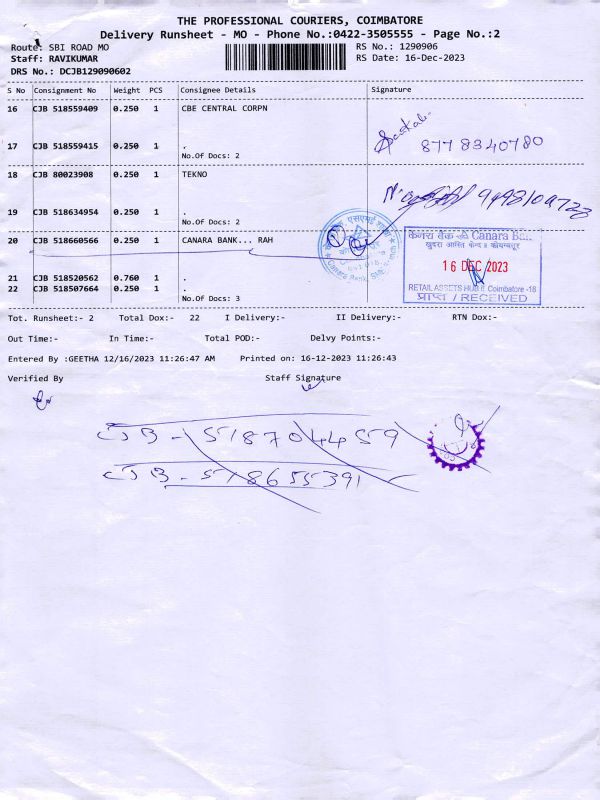 THE PROFESSIONAL COURIERS, COIMBATORE
Delivery Runsheet - MO - Phone No.:0422-3505555 - Page No.:2
Route: SBI ROAD MO
RS No.: 1290906
Staff: RAVIKUMAR
RS Date: 16-Dec-2023
DRS No.: DCJB129090602
S No Consignment No Weight PCS Consignee Details Signature
16 CJB 518559409 0.250 1 CBE CENTRAL CORPN
17 CJB 518559415 0.250 1 .
8778340780
No.Of Docs: 2
18 CJB 80023908 0.250 1 TEKNO
19 CJB 518634954 0.250 1 .
No.Of Docs: 2
20 CJB 518660566 0.250 1 CANARA BANK... RAH
केनरा बैंक Canara Bank
16 DEC 2023
RETAIL ASSETS HUB II Coimbatore -18
प्राप्त / RECEIVED
21 CJB 518520562 0.760 1 .
22 CJB 518507664 0.250 1 .
No.Of Docs: 3
Tot. Runsheet:- 2 Total Dox:- 22 I Delivery:- II Delivery:- RTN Dox:-
Out Time:- In Time:- Total POD:- Delvy Points:-
Entered By :GEETHA 12/16/2023 11:26:47 AM Printed on: 16-12-2023 11:26:43
Verified By Staff Signature
CJB - 518704459
CJB - 518655391